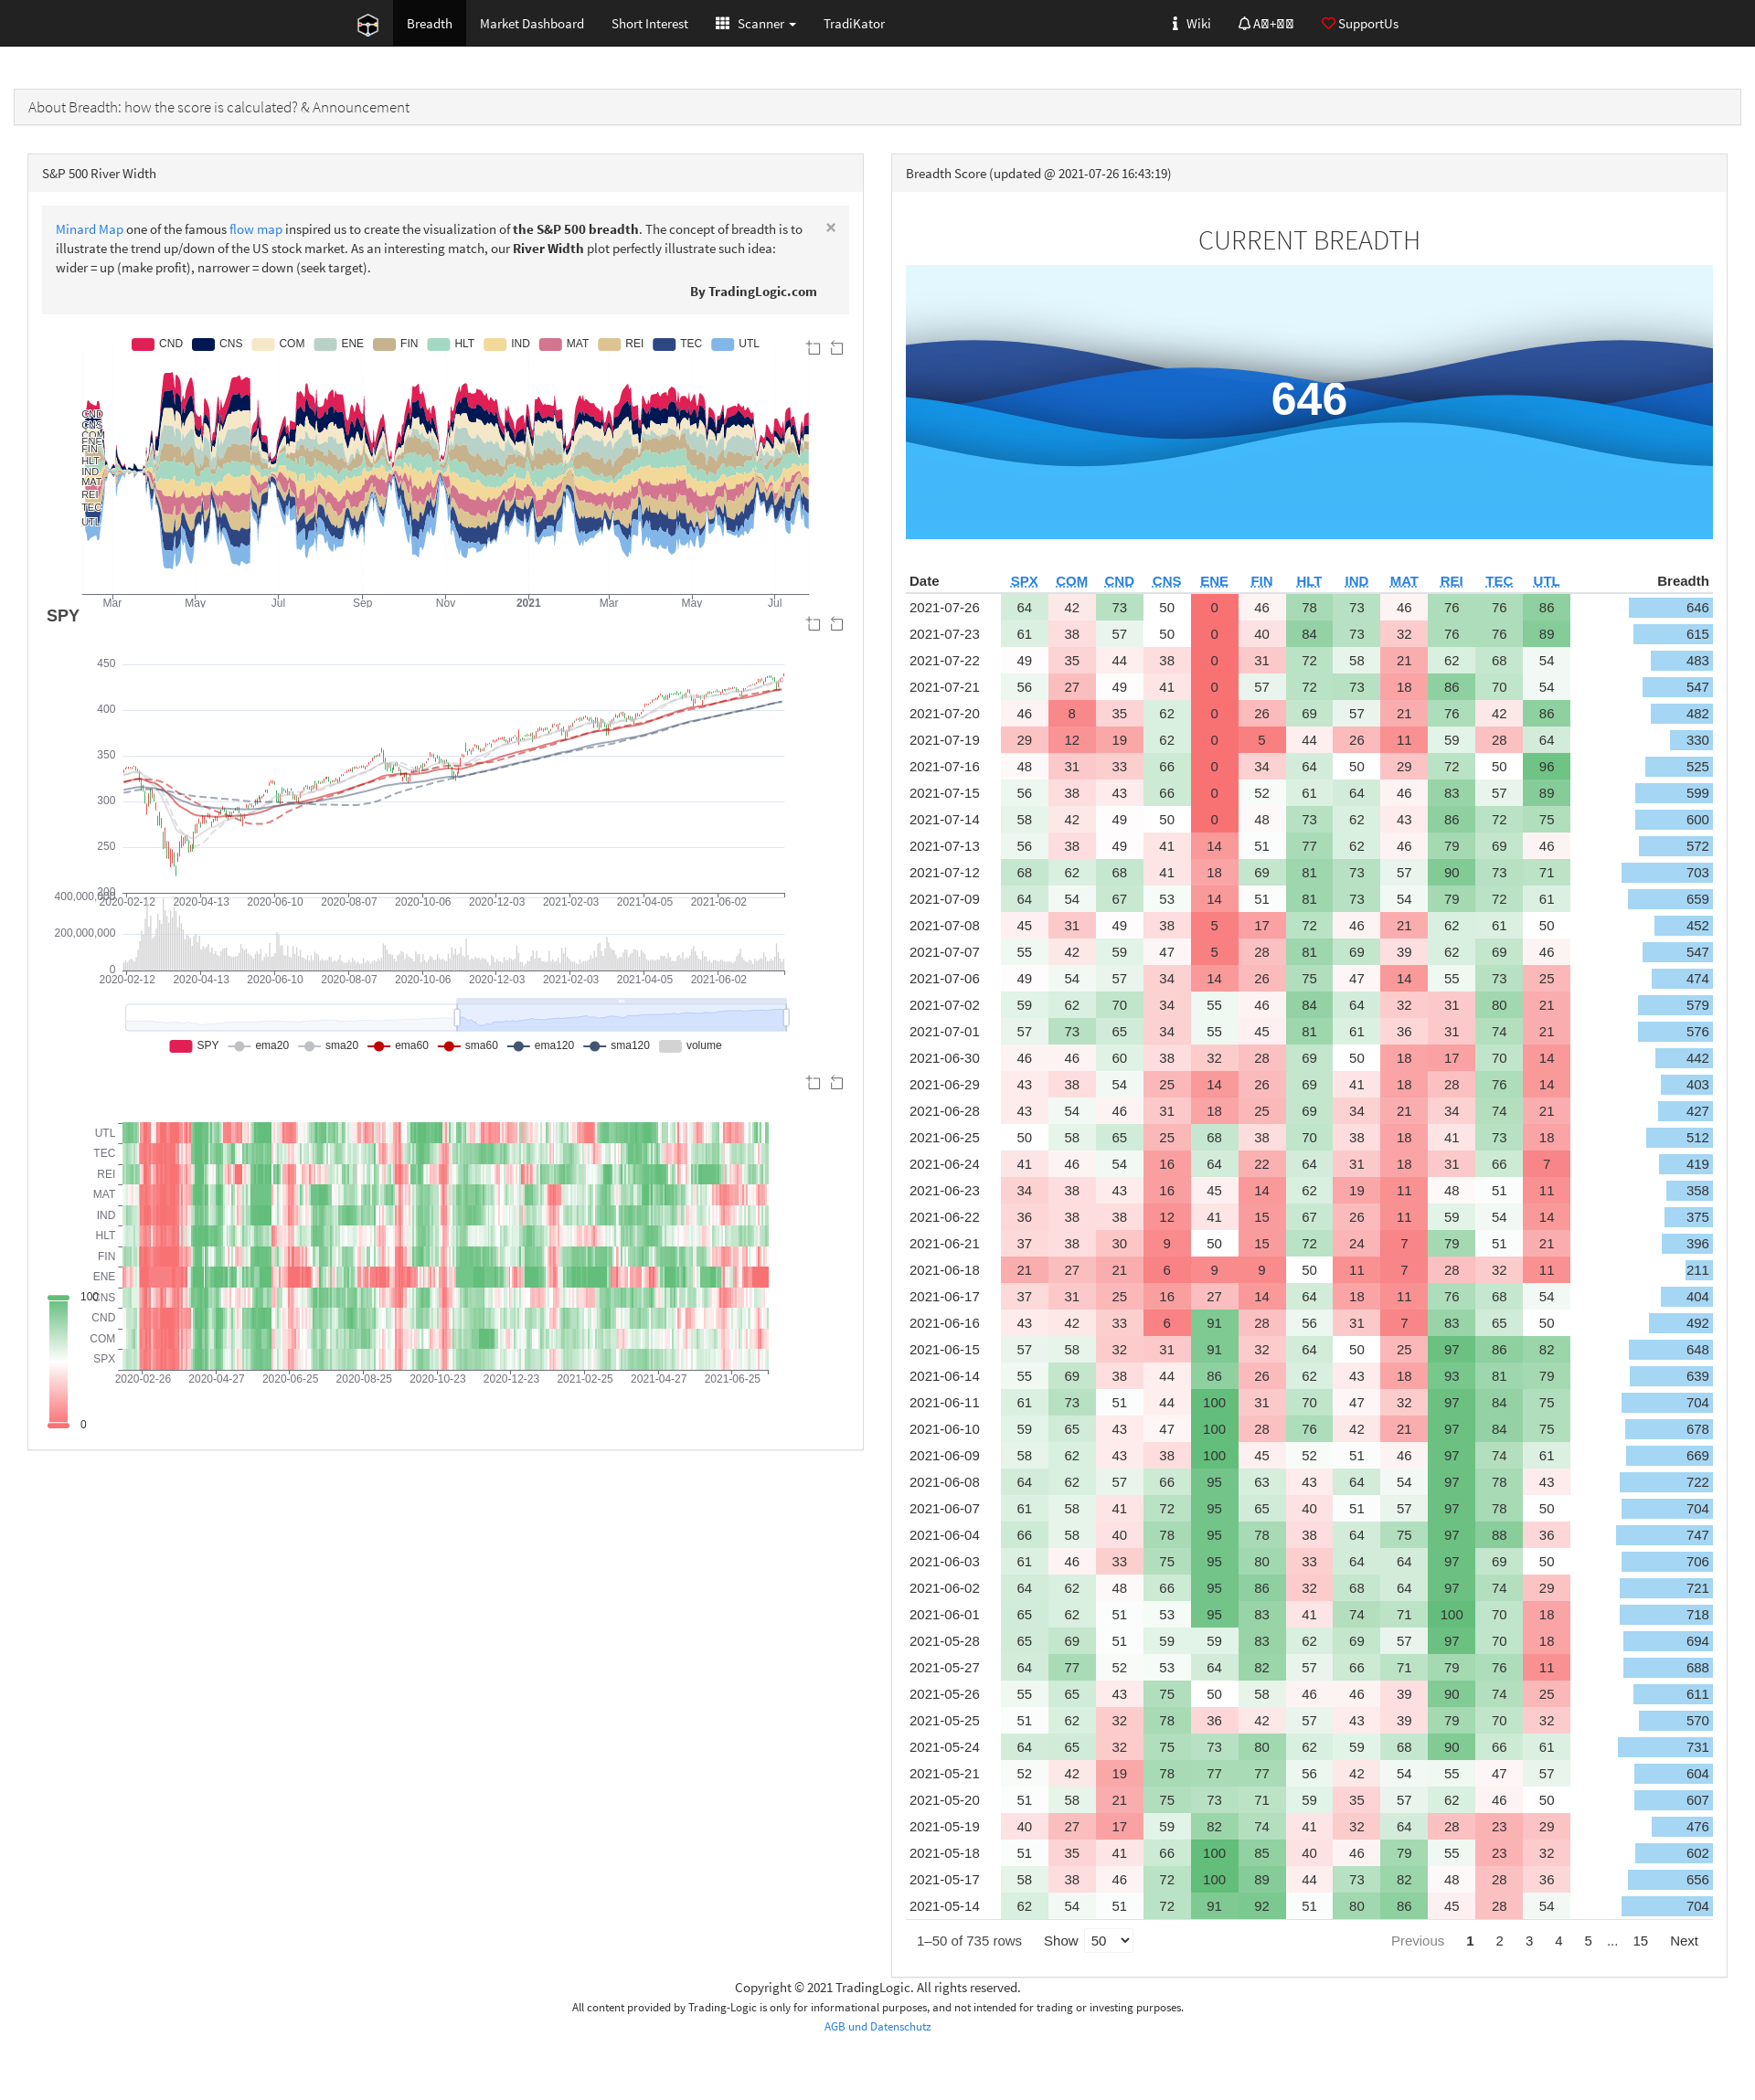 Breadth Market Dashboard Short Interest Scanner TradiKator Wiki SupportUs
About Breadth: how the score is calculated? & Announcement
S&P 500 River Width
Minard Map one of the famous flow map inspired us to create the visualization of the S&P 500 breadth. The concept of breadth is to
illustrate the trend up/down of the US stock market. As an interesting match, our River Width plot perfectly illustrate such idea:
wider = up (make profit), narrower = down (seek target).
×
By TradingLogic.com
CND CNS COM ENE FIN HLT IND MAT REI TEC UTL
CND
CNS
COM
ENE
FIN
HLT
IND
MAT
REI
TEC
UTL
Mar May Jul Sep Nov 2021 Mar May Jul
SPY
450
400
350
300
250
200
2020-02-12 2020-04-13 2020-06-10 2020-08-07 2020-10-06 2020-12-03 2021-02-03 2021-04-05 2021-06-02
400,000,000
200,000,000
0
2020-02-12 2020-04-13 2020-06-10 2020-08-07 2020-10-06 2020-12-03 2021-02-03 2021-04-05 2021-06-02
SPY ema20 sma20 ema60 sma60 ema120 sma120 volume
UTL
TEC
REI
MAT
IND
HLT
FIN
ENE
CNS
CND
COM
SPX
2020-02-26 2020-04-27 2020-06-25 2020-08-25 2020-10-23 2020-12-23 2021-02-25 2021-04-27 2021-06-25
100
0
Breadth Score (updated @ 2021-07-26 16:43:19)
CURRENT BREADTH
646
Date SPX COM CND CNS ENE FIN HLT IND MAT REI TEC UTL Breadth
2021-07-26 64 42 73 50 0 46 78 73 46 76 76 86 646
2021-07-23 61 38 57 50 0 40 84 73 32 76 76 89 615
2021-07-22 49 35 44 38 0 31 72 58 21 62 68 54 483
2021-07-21 56 27 49 41 0 57 72 73 18 86 70 54 547
2021-07-20 46 8 35 62 0 26 69 57 21 76 42 86 482
2021-07-19 29 12 19 62 0 5 44 26 11 59 28 64 330
2021-07-16 48 31 33 66 0 34 64 50 29 72 50 96 525
2021-07-15 56 38 43 66 0 52 61 64 46 83 57 89 599
2021-07-14 58 42 49 50 0 48 73 62 43 86 72 75 600
2021-07-13 56 38 49 41 14 51 77 62 46 79 69 46 572
2021-07-12 68 62 68 41 18 69 81 73 57 90 73 71 703
2021-07-09 64 54 67 53 14 51 81 73 54 79 72 61 659
2021-07-08 45 31 49 38 5 17 72 46 21 62 61 50 452
2021-07-07 55 42 59 47 5 28 81 69 39 62 69 46 547
2021-07-06 49 54 57 34 14 26 75 47 14 55 73 25 474
2021-07-02 59 62 70 34 55 46 84 64 32 31 80 21 579
2021-07-01 57 73 65 34 55 45 81 61 36 31 74 21 576
2021-06-30 46 46 60 38 32 28 69 50 18 17 70 14 442
2021-06-29 43 38 54 25 14 26 69 41 18 28 76 14 403
2021-06-28 43 54 46 31 18 25 69 34 21 34 74 21 427
2021-06-25 50 58 65 25 68 38 70 38 18 41 73 18 512
2021-06-24 41 46 54 16 64 22 64 31 18 31 66 7 419
2021-06-23 34 38 43 16 45 14 62 19 11 48 51 11 358
2021-06-22 36 38 38 12 41 15 67 26 11 59 54 14 375
2021-06-21 37 38 30 9 50 15 72 24 7 79 51 21 396
2021-06-18 21 27 21 6 9 9 50 11 7 28 32 11 211
2021-06-17 37 31 25 16 27 14 64 18 11 76 68 54 404
2021-06-16 43 42 33 6 91 28 56 31 7 83 65 50 492
2021-06-15 57 58 32 31 91 32 64 50 25 97 86 82 648
2021-06-14 55 69 38 44 86 26 62 43 18 93 81 79 639
2021-06-11 61 73 51 44 100 31 70 47 32 97 84 75 704
2021-06-10 59 65 43 47 100 28 76 42 21 97 84 75 678
2021-06-09 58 62 43 38 100 45 52 51 46 97 74 61 669
2021-06-08 64 62 57 66 95 63 43 64 54 97 78 43 722
2021-06-07 61 58 41 72 95 65 40 51 57 97 78 50 704
2021-06-04 66 58 40 78 95 78 38 64 75 97 88 36 747
2021-06-03 61 46 33 75 95 80 33 64 64 97 69 50 706
2021-06-02 64 62 48 66 95 86 32 68 64 97 74 29 721
2021-06-01 65 62 51 53 95 83 41 74 71 100 70 18 718
2021-05-28 65 69 51 59 59 83 62 69 57 97 70 18 694
2021-05-27 64 77 52 53 64 82 57 66 71 79 76 11 688
2021-05-26 55 65 43 75 50 58 46 46 39 90 74 25 611
2021-05-25 51 62 32 78 36 42 57 43 39 79 70 32 570
2021-05-24 64 65 32 75 73 80 62 59 68 90 66 61 731
2021-05-21 52 42 19 78 77 77 56 42 54 55 47 57 604
2021-05-20 51 58 21 75 73 71 59 35 57 62 46 50 607
2021-05-19 40 27 17 59 82 74 41 32 64 28 23 29 476
2021-05-18 51 35 41 66 100 85 40 46 79 55 23 32 602
2021-05-17 58 38 46 72 100 89 44 73 82 48 28 36 656
2021-05-14 62 54 51 72 91 92 51 80 86 45 28 54 704
1–50 of 735 rows Show 50 Previous 1 2 3 4 5 ... 15 Next
Copyright © 2021 TradingLogic. All rights reserved.
All content provided by Trading-Logic is only for informational purposes, and not intended for trading or investing purposes.
AGB und Datenschutz